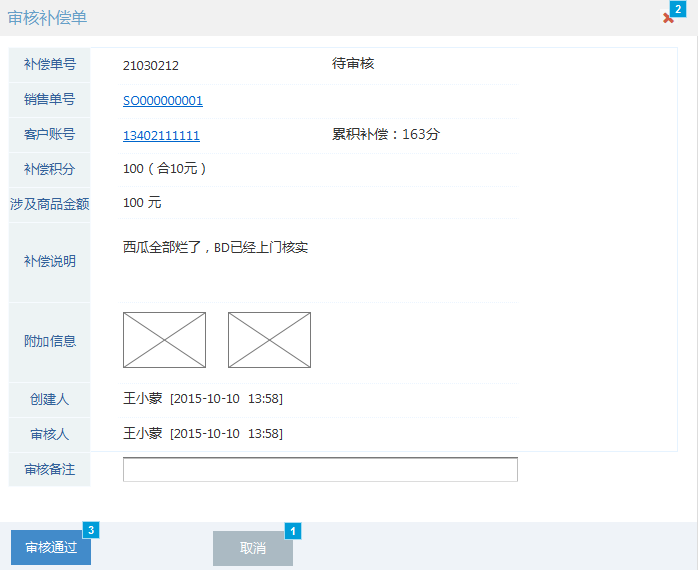 审核补偿单
2
补偿单号 21030212 待审核
销售单号 SO000000001
客户账号 13402111111 累积补偿：163分
补偿积分 100（合10元）
涉及商品金额 100 元
补偿说明 西瓜全部烂了，BD已经上门核实
附加信息
创建人 王小蒙 [2015-10-10 13:58]
审核人 王小蒙 [2015-10-10 13:58]
审核备注
审核通过 3 取消 1